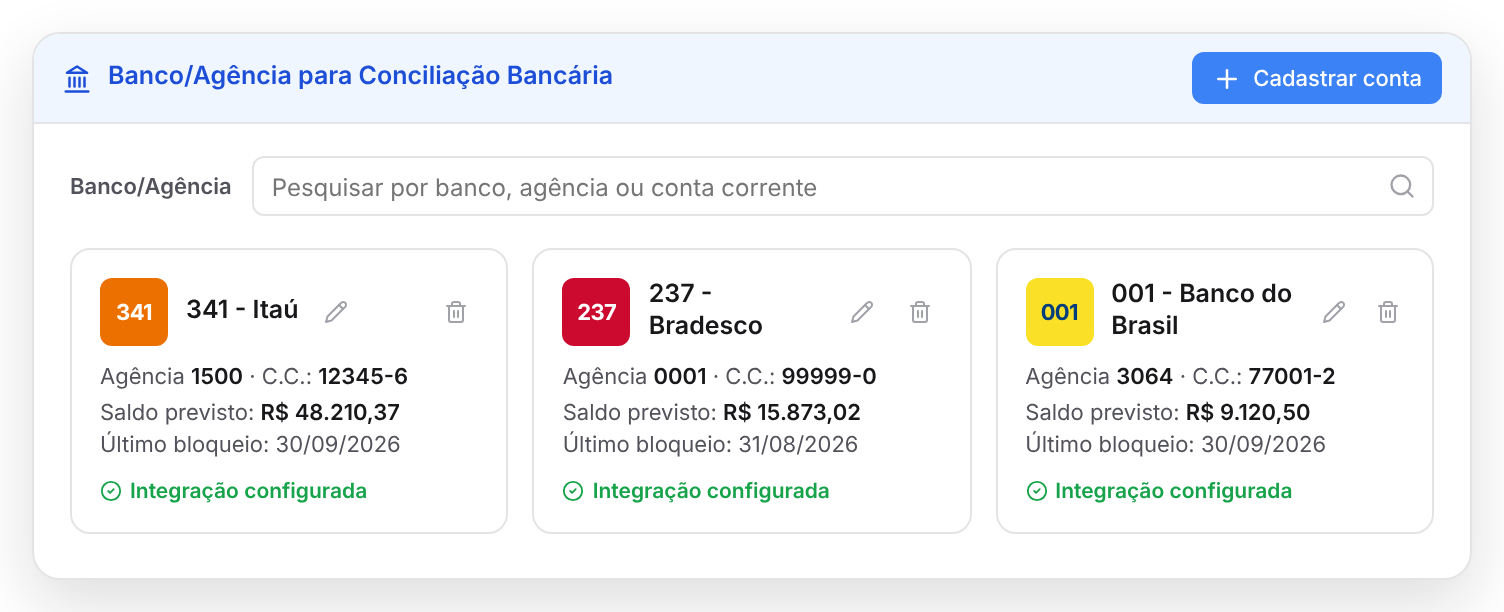 Banco/Agência para Conciliação Bancária
Cadastrar conta
Banco/Agência
Pesquisar por banco, agência ou conta corrente
341
341 - Itaú
Agência 1500 · C.C.: 12345-6
Saldo previsto: R$ 48.210,37
Último bloqueio: 30/09/2026
Integração configurada
237
237 -
Bradesco
Agência 0001 · C.C.: 99999-0
Saldo previsto: R$ 15.873,02
Último bloqueio: 31/08/2026
Integração configurada
001
001 - Banco do
Brasil
Agência 3064 · C.C.: 77001-2
Saldo previsto: R$ 9.120,50
Último bloqueio: 30/09/2026
Integração configurada